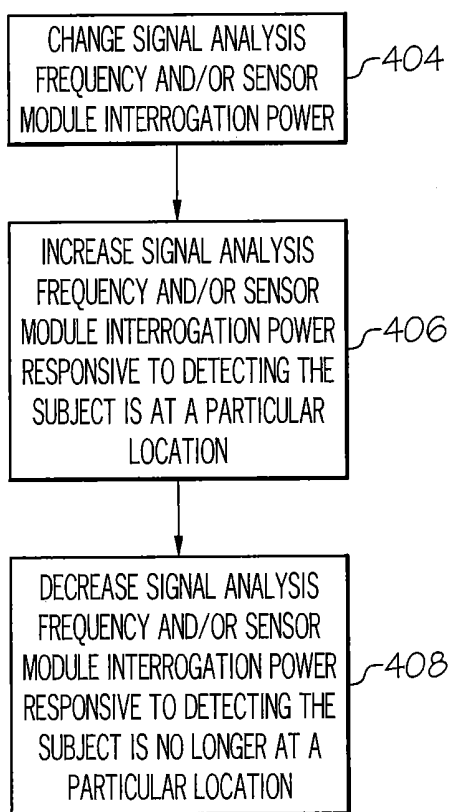 CHANGE SIGNAL ANALYSIS
FREQUENCY AND/OR SENSOR
MODULE INTERROGATION POWER
404
INCREASE SIGNAL ANALYSIS
FREQUENCY AND/OR SENSOR
MODULE INTERROGATION POWER
RESPONSIVE TO DETECTING THE
SUBJECT IS AT A PARTICULAR
LOCATION
406
DECREASE SIGNAL ANALYSIS
FREQUENCY AND/OR SENSOR
MODULE INTERROGATION POWER
RESPONSIVE TO DETECTING THE
SUBJECT IS NO LONGER AT A
PARTICULAR LOCATION
408